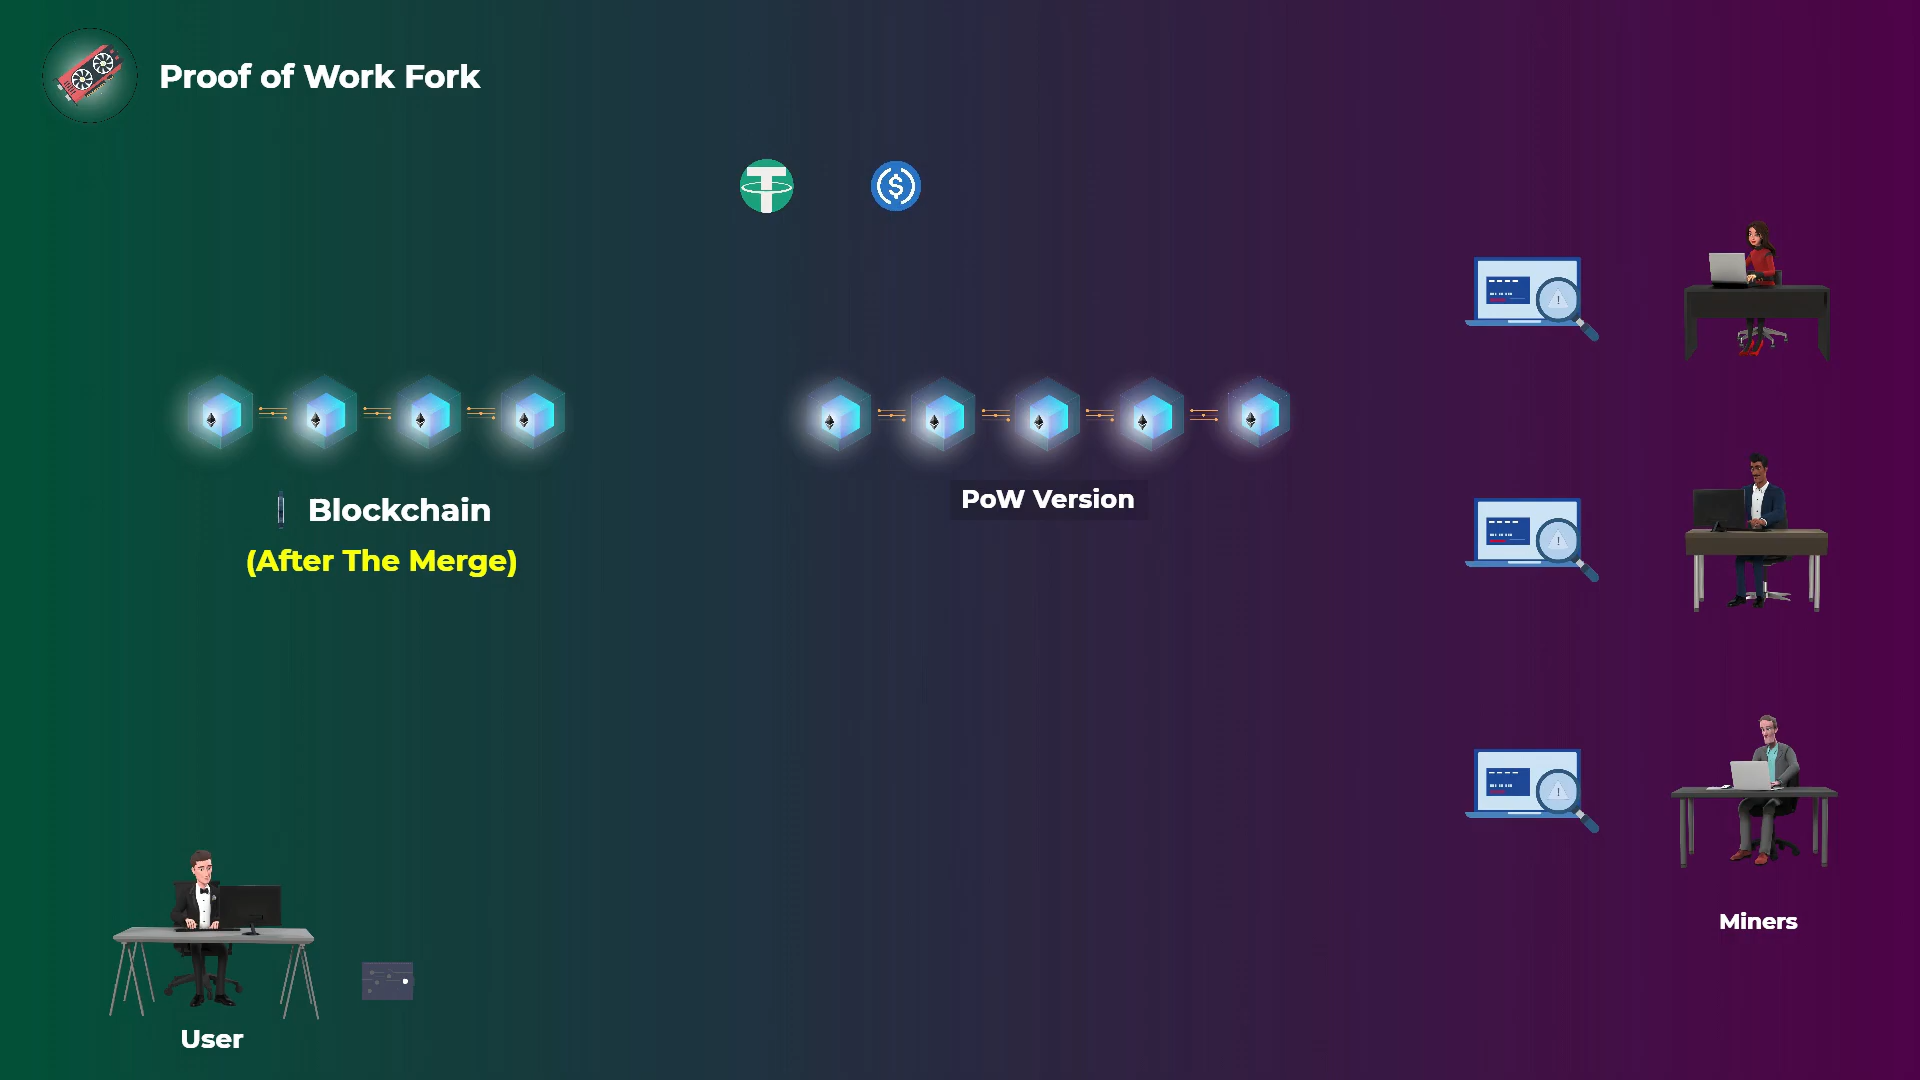 Proof of Work Fork
Blockchain
(After The Merge)
PoW Version
Miners
User